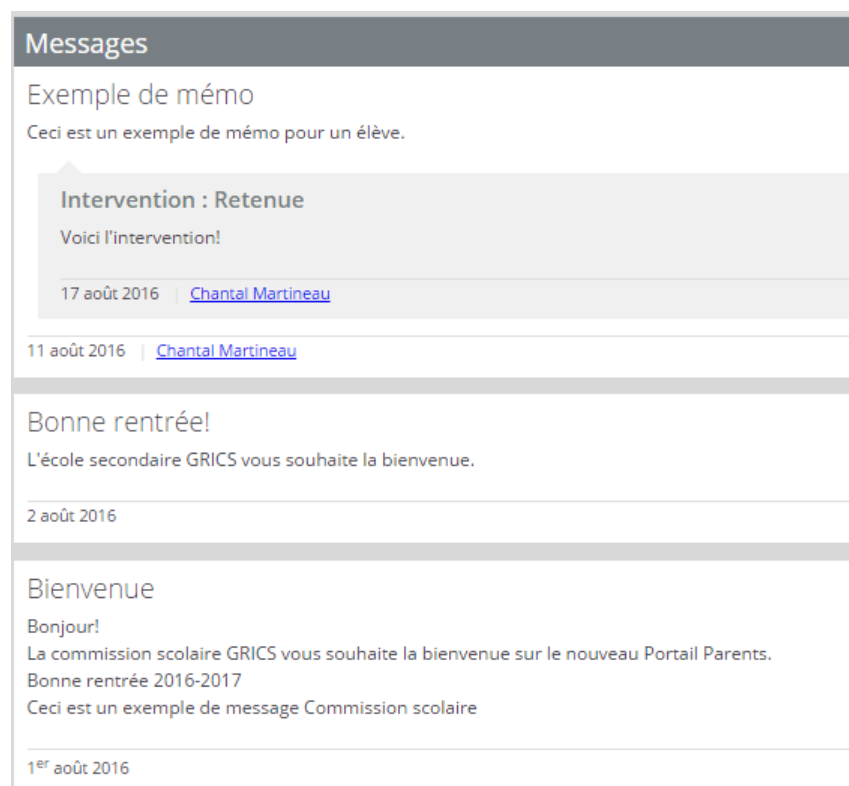 Messages
Exemple de mémo
Ceci est un exemple de mémo pour un élève.
Intervention : Retenue
Voici l'intervention!
17 août 2016 | Chantal Martineau
11 août 2016 | Chantal Martineau
Bonne rentrée!
L'école secondaire GRICS vous souhaite la bienvenue.
2 août 2016
Bienvenue
Bonjour!
La commission scolaire GRICS vous souhaite la bienvenue sur le nouveau Portail Parents.
Bonne rentrée 2016-2017
Ceci est un exemple de message Commission scolaire
1er août 2016